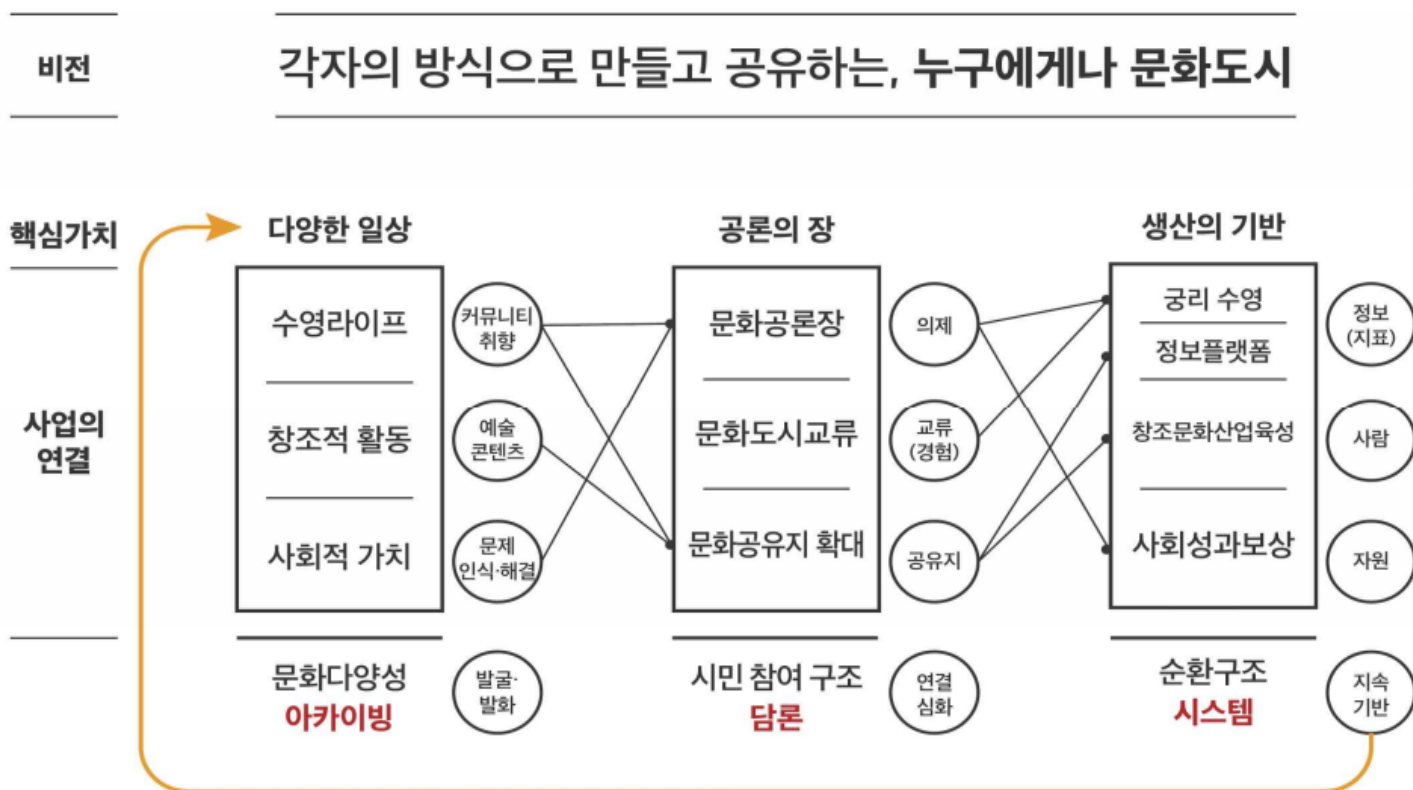 비전
각자의 방식으로 만들고 공유하는, 누구에게나 문화도시
핵심가치
다양한 일상
공론의 장
생산의 기반
사업의
연결
수영라이프
창조적 활동
사회적 가치
커뮤니티
취향
예술
콘텐츠
문제
인식·해결
문화공론장
문화도시교류
문화공유지 확대
의제
교류
(경험)
공유지
궁리 수영
정보플랫폼
창조문화산업육성
사회성과보상
정보
(지표)
사람
자원
문화다양성
아카이빙
발굴·
발화
시민 참여 구조
담론
연결
심화
순환구조
시스템
지속
기반